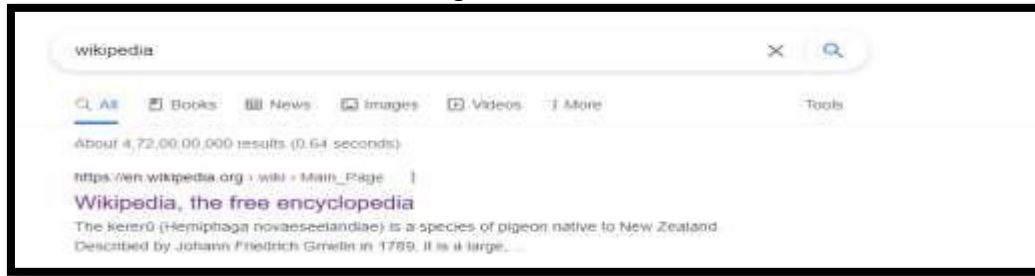 wikipedia
All Books News Images Videos More Tools
About 4,72,00,00,000 results (0.64 seconds)
https://en.wikipedia.org › wiki › Main_Page
Wikipedia, the free encyclopedia
The kererū (Hemiphaga novaeseelandiae) is a species of pigeon native to New Zealand.
Described by Johann Friedrich Gmelin in 1789, it is a large, ...